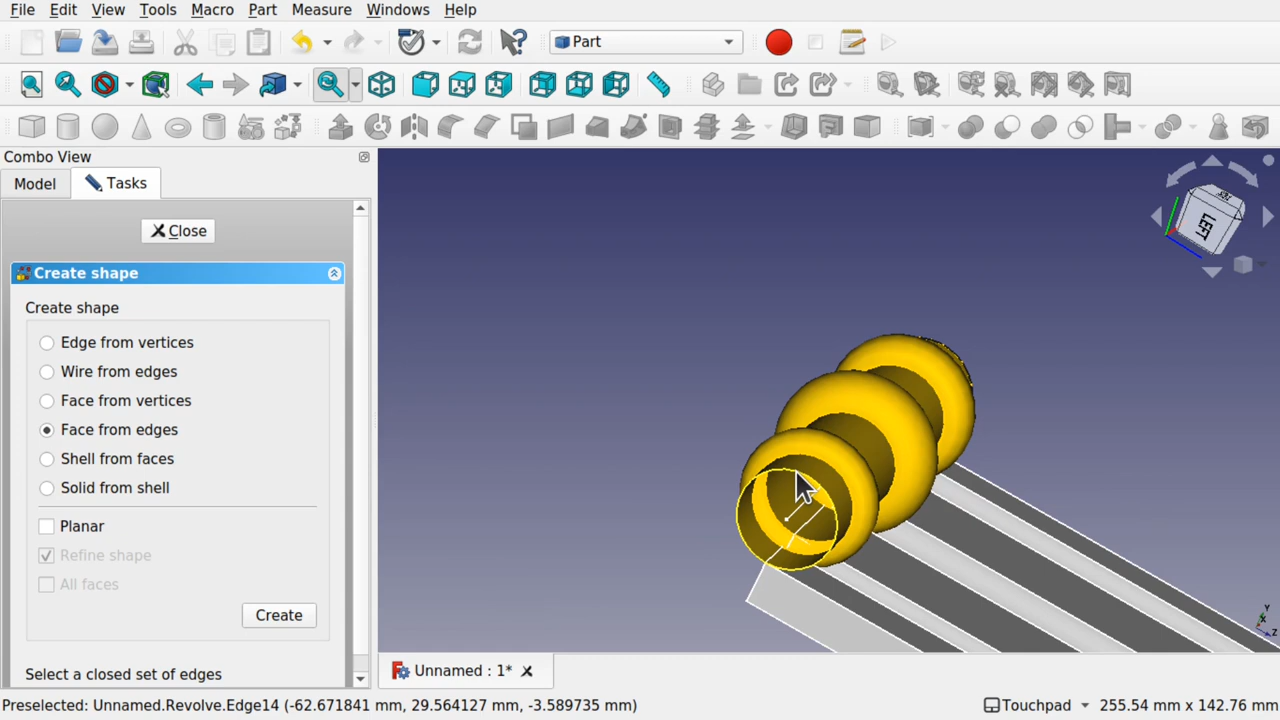 File Edit View Tools Macro Part Measure Windows Help
Part
Combo View
Model Tasks
Close
Create shape
Create shape
Edge from vertices
Wire from edges
Face from vertices
Face from edges
Shell from faces
Solid from shell
Planar
Refine shape
All faces
Create
Select a closed set of edges
LEFT
Y
X
Z
Unnamed : 1*
Preselected: Unnamed.Revolve.Edge14 (-62.671841 mm, 29.564127 mm, -3.589735 mm)
Touchpad 255.54 mm x 142.76 mm